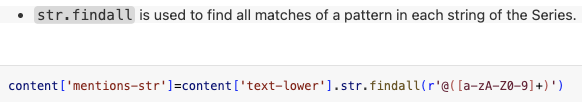 • str.findall is used to find all matches of a pattern in each string of the Series.
content['mentions-str']=content['text-lower'].str.findall(r'@([a-zA-Z0-9]+)')